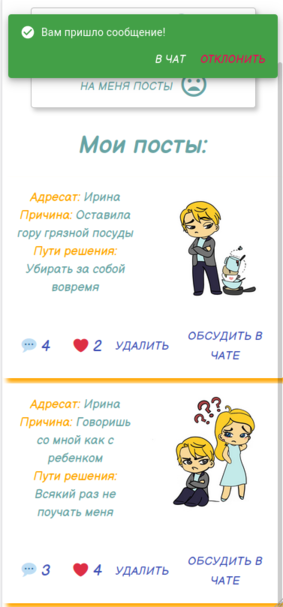 Вам пришло сообщение!
В ЧАТ ОТКЛОНИТЬ
НА МЕНЯ ПОСТЫ
Мои посты:
Адресат: Ирина
Причина: Оставила
гору грязной посуды
Пути решения:
Убирать за собой
вовремя
4 2 УДАЛИТЬ ОБСУДИТЬ В
ЧАТЕ
Адресат: Ирина
Причина: Говоришь
со мной как с
ребенком
Пути решения:
Всякий раз не
поучать меня
???
3 4 УДАЛИТЬ ОБСУДИТЬ В
ЧАТЕ